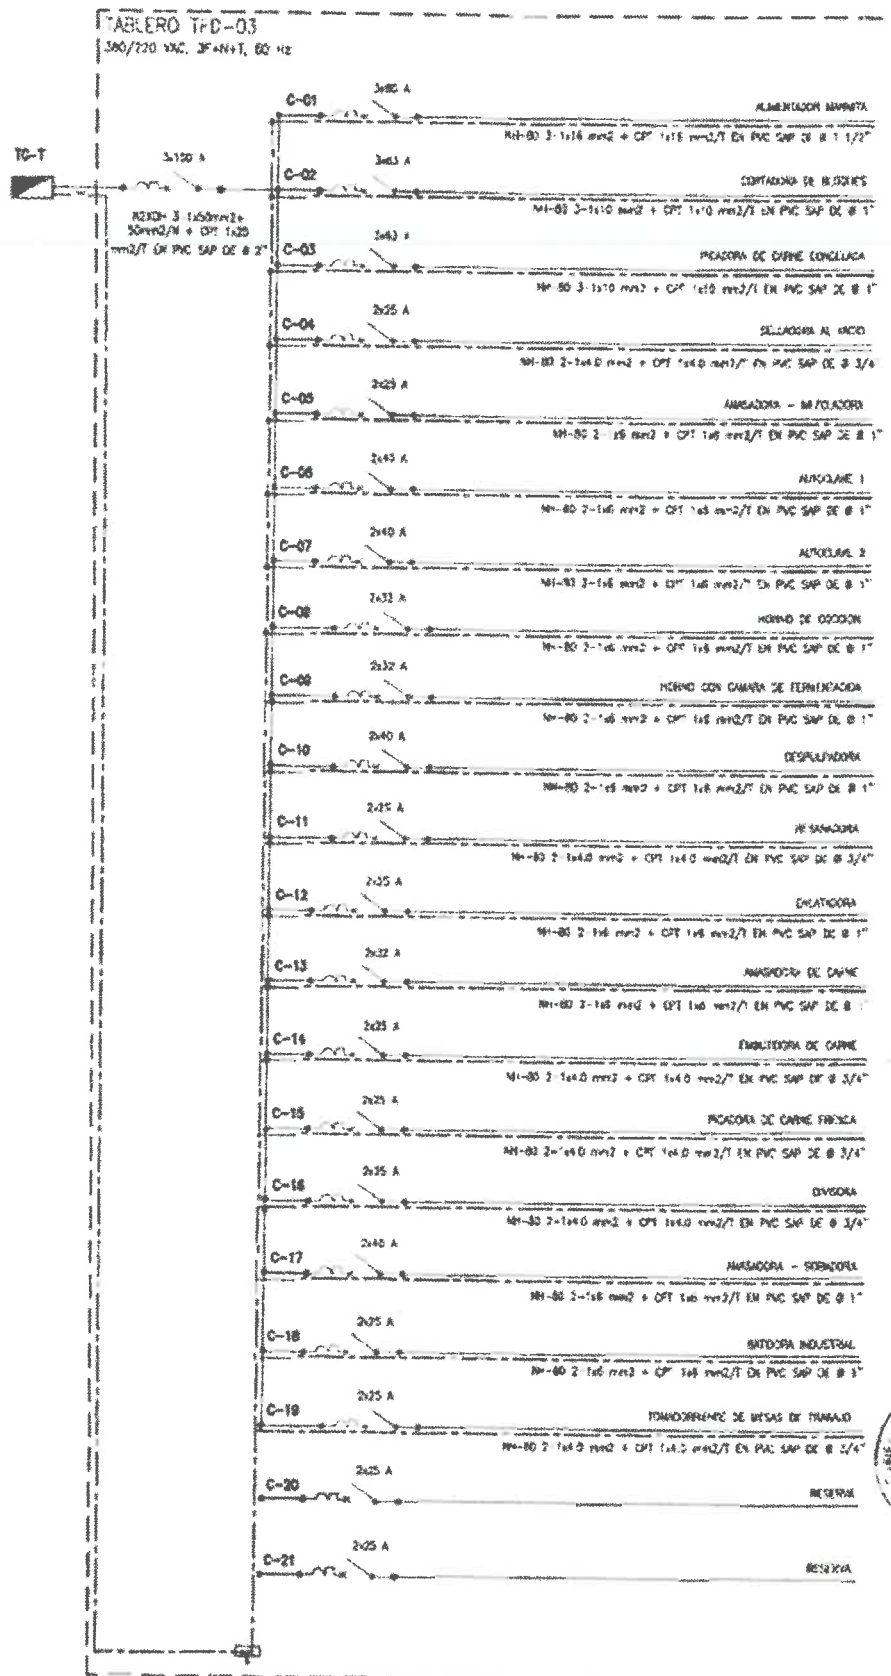 TABLERO TFD-03
380/220 VAC, 3F+N+T, 60 Hz
TG-T
3x150 A
N2XOH 3-1x50mm2+
50mm2/N + CPT 1x25
mm2/T EN PVC SAP DE Ø 2"
C-01
3x80 A
ALIMENTADOR MARMITA
NH-80 3-1x16 mm2 + CPT 1x16 mm2/T EN PVC SAP DE Ø 1 1/2"
C-02
3x63 A
CORTADORA DE BLOQUES
NH-80 3-1x10 mm2 + CPT 1x10 mm2/T EN PVC SAP DE Ø 1"
C-03
3x63 A
PICADORA DE CARNE CONGELADA
NH-80 3-1x10 mm2 + CPT 1x10 mm2/T EN PVC SAP DE Ø 1"
C-04
2x25 A
SELLADORA AL VACIO
NH-80 2-1x4.0 mm2 + CPT 1x4.0 mm2/T EN PVC SAP DE Ø 3/4
C-05
2x25 A
AMASADORA - MEZCLADORA
NH-80 2-1x6 mm2 + CPT 1x6 mm2/T EN PVC SAP DE Ø 1"
C-06
2x40 A
AUTOCLAVE 1
NH-80 2-1x6 mm2 + CPT 1x6 mm2/T EN PVC SAP DE Ø 1"
C-07
2x40 A
AUTOCLAVE 2
NH-80 2-1x6 mm2 + CPT 1x6 mm2/T EN PVC SAP DE Ø 1"
C-08
2x32 A
HORNO DE COCCION
NH-80 2-1x6 mm2 + CPT 1x6 mm2/T EN PVC SAP DE Ø 1"
C-09
2x32 A
HORNO CON CAMARA DE FERMENTACION
NH-80 2-1x6 mm2 + CPT 1x6 mm2/T EN PVC SAP DE Ø 1"
C-10
2x40 A
DESPULPADORA
NH-80 2-1x6 mm2 + CPT 1x6 mm2/T EN PVC SAP DE Ø 1"
C-11
2x25 A
REBANADORA
NH-80 2-1x4.0 mm2 + CPT 1x4.0 mm2/T EN PVC SAP DE Ø 3/4"
C-12
2x25 A
NH-80 2-1x6 mm2 + CPT 1x6 mm2/T EN PVC SAP DE Ø 1"
C-13
2x32 A
AMASADORA DE CARNE
NH-80 2-1x6 mm2 + CPT 1x6 mm2/T EN PVC SAP DE Ø 1
C-14
2x25 A
EMBUTIDORA DE CARNE
NH-80 2-1x4.0 mm2 + CPT 1x4.0 mm2/T EN PVC SAP DE Ø 3/4"
C-15
2x25 A
PICADORA DE CARNE FRESCA
NH-80 2-1x4.0 mm2 + CPT 1x4.0 mm2/T EN PVC SAP DE Ø 3/4"
C-16
2x25 A
DIVISORA
NH-80 2-1x4.0 mm2 + CPT 1x4.0 mm2/T EN PVC SAP DE Ø 3/4"
C-17
2x40 A
AMASADORA - SOBADORA
NH-80 2-1x6 mm2 + CPT 1x6 mm2/T EN PVC SAP DE Ø 1"
C-18
2x25 A
BATIDORA INDUSTRIAL
NH-80 2-1x6 mm2 + CPT 1x6 mm2/T EN PVC SAP DE Ø 1"
C-19
2x25 A
TOMACORRIENTE DE MESAS DE TRABAJO
NH-80 2-1x4.0 mm2 + CPT 1x4.0 mm2/T EN PVC SAP DE Ø 3/4"
C-20
2x25 A
RESERVA
C-21
2x25 A
RESERVA